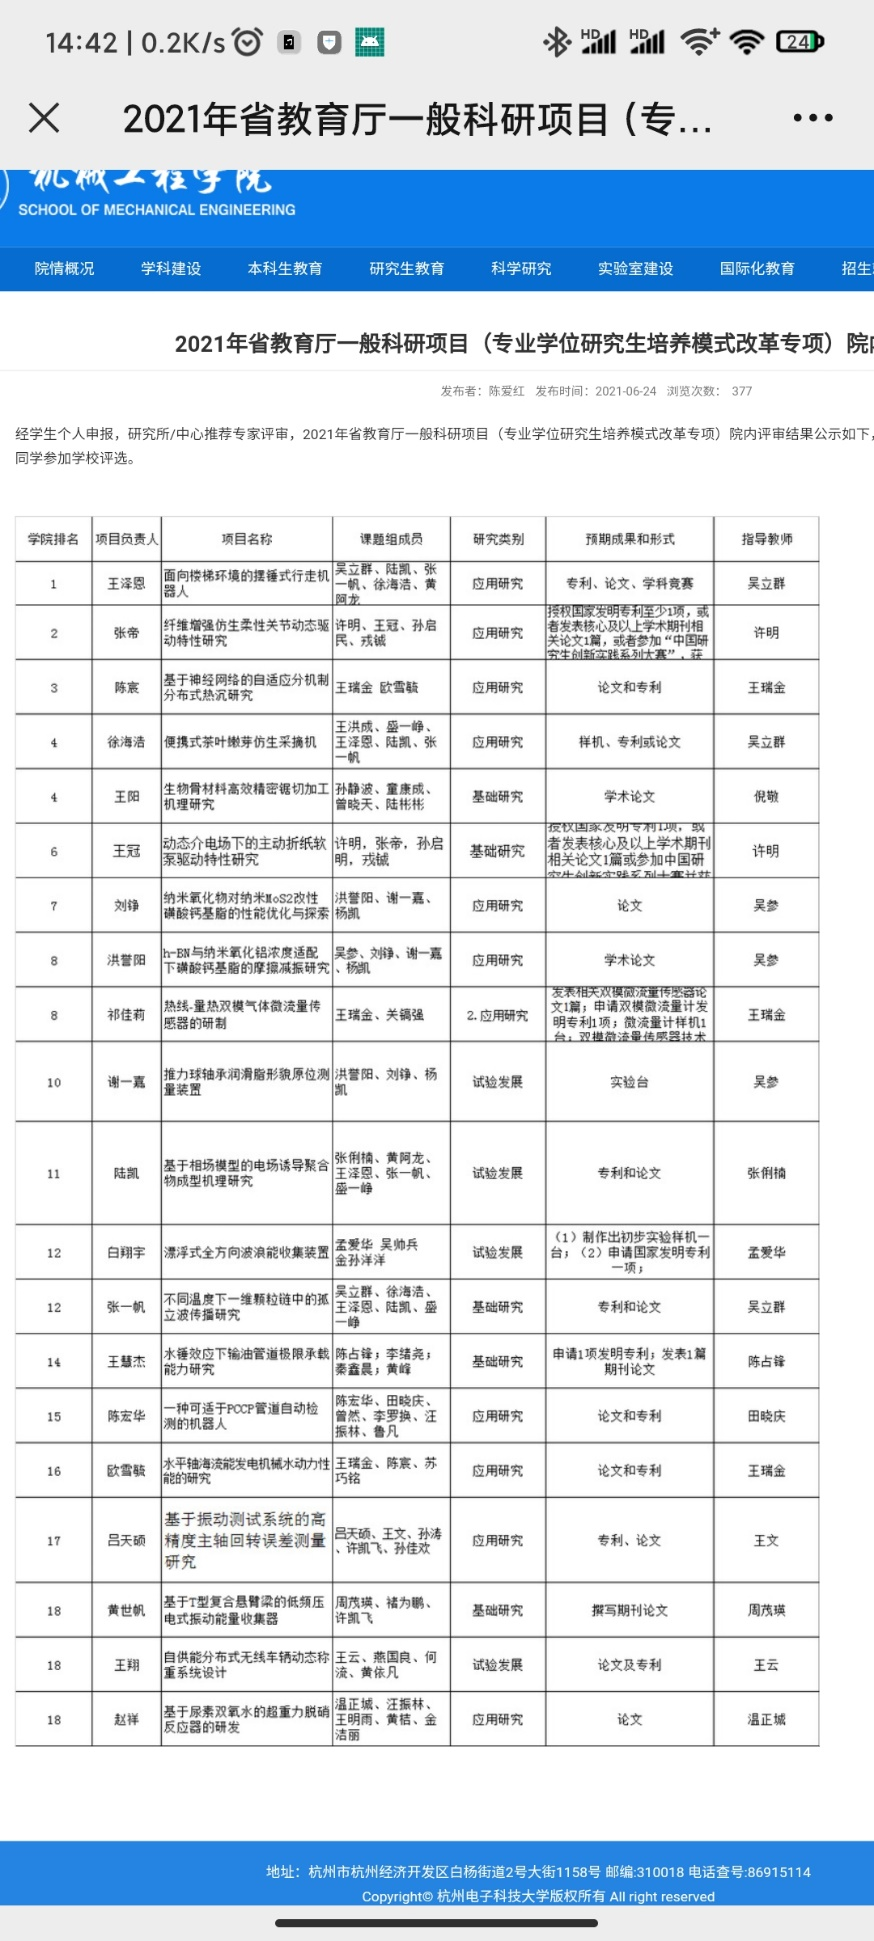 14:42 | 0.2K/s
HD HD 24
2021年省教育厅一般科研项目（专...
机械工程学院
SCHOOL OF MECHANICAL ENGINEERING
院情概况 学科建设 本科生教育 研究生教育 科学研究 实验室建设 国际化教育 招生
2021年省教育厅一般科研项目（专业学位研究生培养模式改革专项）院
发布者：陈爱红 发布时间：2021-06-24 浏览次数： 377
经学生个人申报，研究所/中心推荐专家评审，2021年省教育厅一般科研项目（专业学位研究生培养模式改革专项）院内评审结果公示如下，
同学参加学校评选。
学院排名 项目负责人 项目名称 课题组成员 研究类别 预期成果和形式 指导教师
1 王泽恩 面向楼梯环境的摆锤式行走机器人 吴立群、陆凯、张一帆、徐海浩、黄阿龙 应用研究 专利、论文、学科竞赛 吴立群
2 张帝 纤维增强仿生柔性关节动态驱动特性研究 许明、王冠、孙启民、戎铖 应用研究 授权国家发明专利至少1项，或者发表核心及以上学术期刊相关论文1篇，或者参加“中国研究生创新实践系列大赛”，获 许明
3 陈宸 基于神经网络的自适应分机制分布式热沉研究 王瑞金 欧雪毓 应用研究 论文和专利 王瑞金
4 徐海浩 便携式茶叶嫩芽仿生采摘机 王洪成、盛一峥、王泽恩、陆凯、张一帆 应用研究 样机、专利或论文 吴立群
4 王阳 生物骨材料高效精密锯切加工机理研究 孙静波、童康成、曾晓天、陆彬彬 基础研究 学术论文 倪敬
6 王冠 动态介电场下的主动折纸软泵驱动特性研究 许明，张帝，孙启明，戎铖 基础研究 授权国家发明专利1项，或者发表核心及以上学术期刊相关论文1篇或参加中国研究生创新实践系列大赛并获 许明
7 刘铮 纳米氧化物对纳米MoS2改性磺酸钙基脂的性能优化与探索 洪誉阳、谢一嘉、杨凯 应用研究 论文 吴参
8 洪誉阳 h-BN与纳米氧化铝浓度适配下磺酸钙基脂的摩擦减振研究 吴参、刘铮、谢一嘉、杨凯 应用研究 学术论文 吴参
8 祁佳莉 热线-量热双模气体微流量传感器的研制 王瑞金、关镐强 2.应用研究 发表相关双模微流量传感器论文1篇；申请双模微流量计发明专利1项；微流量计样机1台；双模微流量传感器技术 王瑞金
10 谢一嘉 推力球轴承润滑脂形貌原位测量装置 洪誉阳、刘铮、杨凯 试验发展 实验台 吴参
11 陆凯 基于相场模型的电场诱导聚合物成型机理研究 张俐楠、黄阿龙、王泽恩、张一帆、盛一峥 试验发展 专利和论文 张俐楠
12 白翔宇 漂浮式全方向波浪能收集装置 孟爱华 吴帅兵 金孙洋洋 试验发展 （1）制作出初步实验样机一台；（2）申请国家发明专利一项； 孟爱华
12 张一帆 不同温度下一维颗粒链中的孤立波传播研究 吴立群、徐海浩、王泽恩、陆凯、盛一峥 基础研究 专利和论文 吴立群
14 王慧杰 水锤效应下输油管道极限承载能力研究 陈占锋；李绪尧；秦鑫晨；黄峰 基础研究 申请1项发明专利；发表1篇期刊论文 陈占锋
15 陈宏华 一种可适于PCCP管道自动检测的机器人 陈宏华、田晓庆、曾然、李罗换、汪振林、鲁凡 应用研究 论文和专利 田晓庆
16 欧雪毓 水平轴海流能发电机械水动力性能的研究 王瑞金、陈宸、苏巧铭 应用研究 论文和专利 王瑞金
17 吕天硕 基于振动测试系统的高精度主轴回转误差测量研究 吕天硕、王文、孙涛、许凯飞、孙佳欢 应用研究 专利、论文 王文
18 黄世帆 基于T型复合悬臂梁的低频压电式振动能量收集器 周茂瑛、褚为鹏、许凯飞 基础研究 撰写期刊论文 周茂瑛
18 王翔 自供能分布式无线车辆动态称重系统设计 王云、燕国良、何流、黄依凡 试验发展 论文及专利 王云
18 赵祥 基于尿素双氧水的超重力脱硝反应器的研发 温正城、汪振林、王明雨、黄桔、金洁丽 应用研究 论文 温正城
地址：杭州市杭州经济开发区白杨街道2号大街1158号 邮编:310018 电话查号:86915114
Copyright© 杭州电子科技大学版权所有 All right reserved